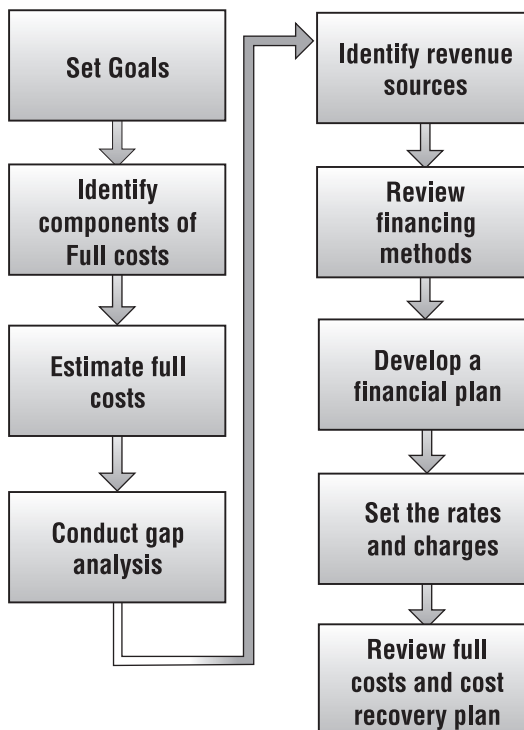 Set Goals
Identify
components of
Full costs
Estimate full
costs
Conduct gap
analysis
Identify revenue
sources
Review
financing
methods
Develop a
financial plan
Set the rates
and charges
Review full
costs and cost
recovery plan